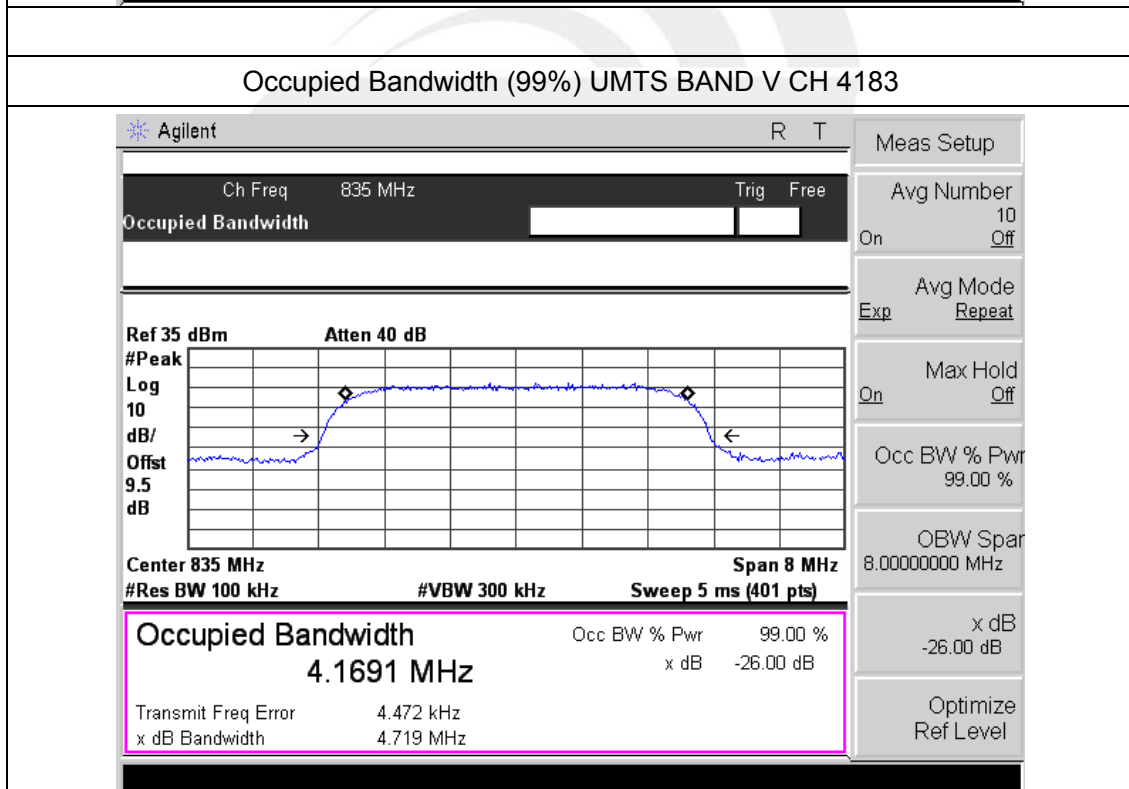 Occupied Bandwidth (99%) UMTS BAND V CH 4183
Agilent R T
Ch Freq 835 MHz Trig Free
Occupied Bandwidth
Ref 35 dBm Atten 40 dB
#Peak
Log
10
dB/
Offst
9.5
dB
Center 835 MHz Span 8 MHz
#Res BW 100 kHz #VBW 300 kHz Sweep 5 ms (401 pts)
Occupied Bandwidth
4.1691 MHz
Occ BW % Pwr 99.00 %
x dB -26.00 dB
Transmit Freq Error 4.472 kHz
x dB Bandwidth 4.719 MHz
Meas Setup
Avg Number
10
On Off
Avg Mode
Exp Repeat
Max Hold
On Off
Occ BW % Pwr
99.00 %
OBW Span
8.00000000 MHz
x dB
-26.00 dB
Optimize
Ref Level